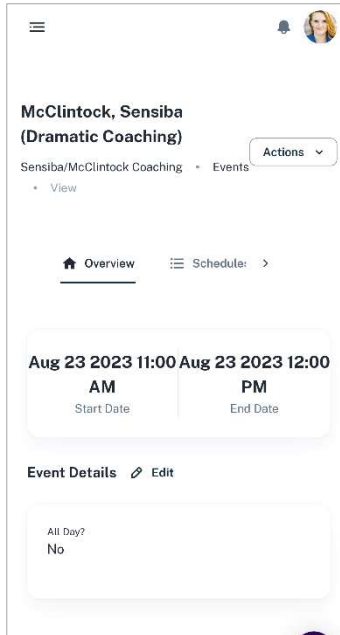 McClintock, Sensiba
(Dramatic Coaching)
Actions
Sensiba/McClintock Coaching • Events
• View
Overview
Schedule
Aug 23 2023 11:00 AM
Start Date
Aug 23 2023 12:00 PM
End Date
Event Details
Edit
All Day?
No